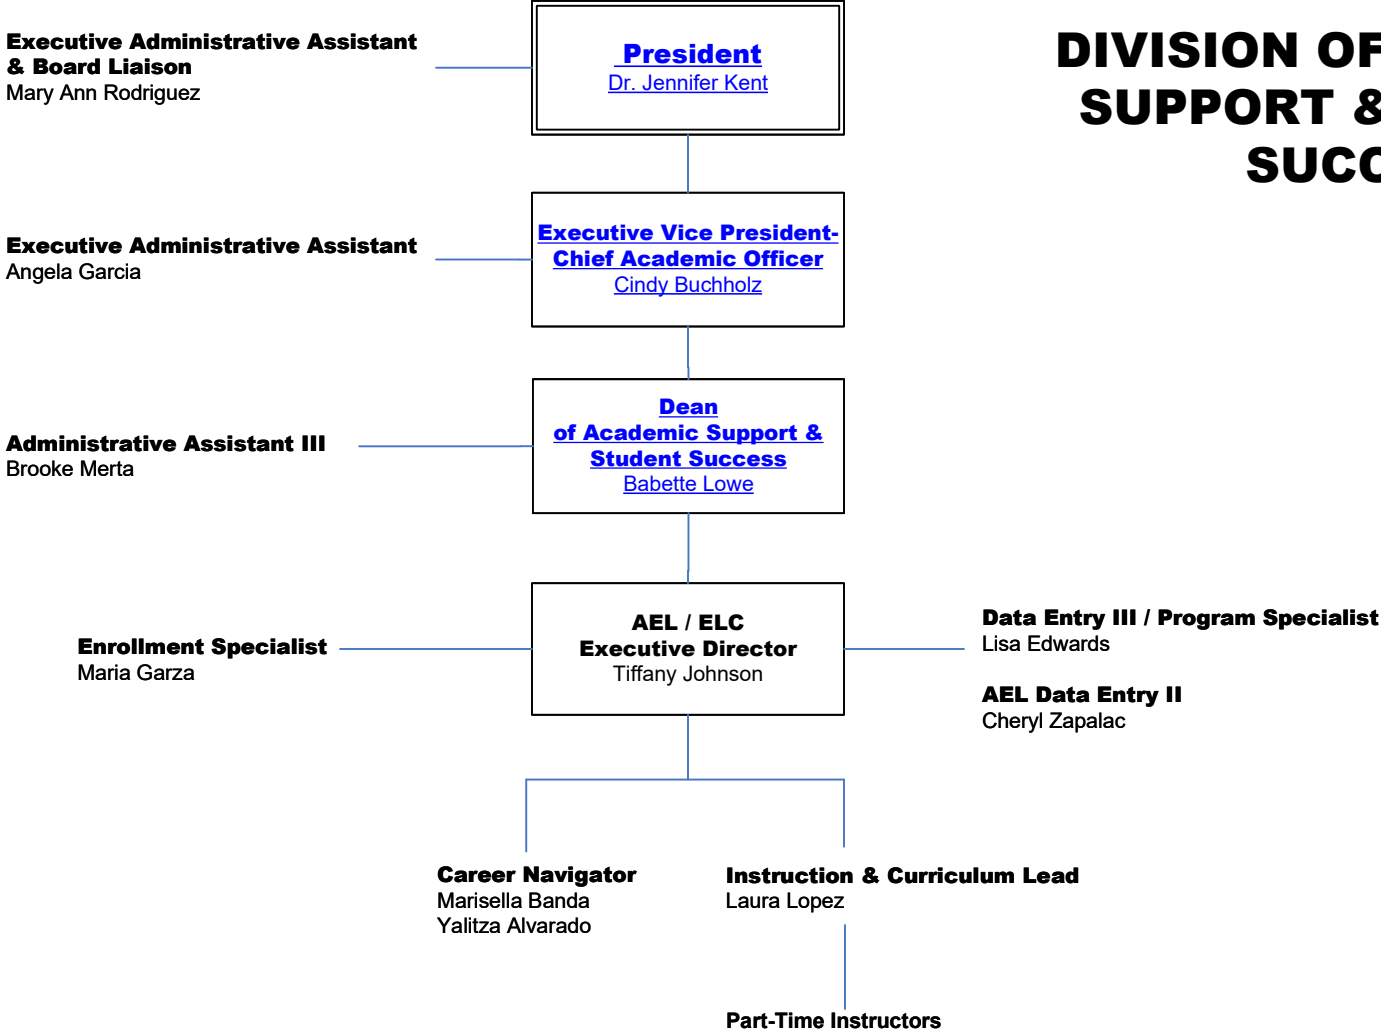 Executive Administrative Assistant
& Board Liaison
Mary Ann Rodriguez
President
Dr. Jennifer Kent
DIVISION OF
SUPPORT &
SUCC
Executive Administrative Assistant
Angela Garcia
Executive Vice President-
Chief Academic Officer
Cindy Buchholz
Administrative Assistant III
Brooke Merta
Dean
of Academic Support &
Student Success
Babette Lowe
Enrollment Specialist
Maria Garza
AEL / ELC
Executive Director
Tiffany Johnson
Data Entry III / Program Specialist
Lisa Edwards
AEL Data Entry II
Cheryl Zapalac
Career Navigator
Marisella Banda
Yalitza Alvarado
Instruction & Curriculum Lead
Laura Lopez
Part-Time Instructors